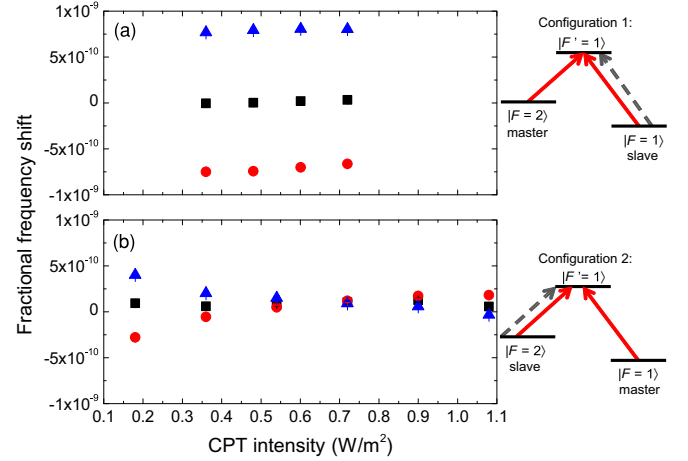 Fractional frequency shift
(a)
1x10⁻⁹
5x10⁻¹⁰
0
-5x10⁻¹⁰
-1x10⁻⁹
Configuration 1:
|F ' = 1⟩
|F = 2⟩
master
|F = 1⟩
slave
(b)
1x10⁻⁹
5x10⁻¹⁰
0
-5x10⁻¹⁰
-1x10⁻⁹
0.1 0.2 0.3 0.4 0.5 0.6 0.7 0.8 0.9 1.0 1.1
CPT intensity (W/m²)
Configuration 2:
|F ' = 1⟩
|F = 2⟩
slave
|F = 1⟩
master